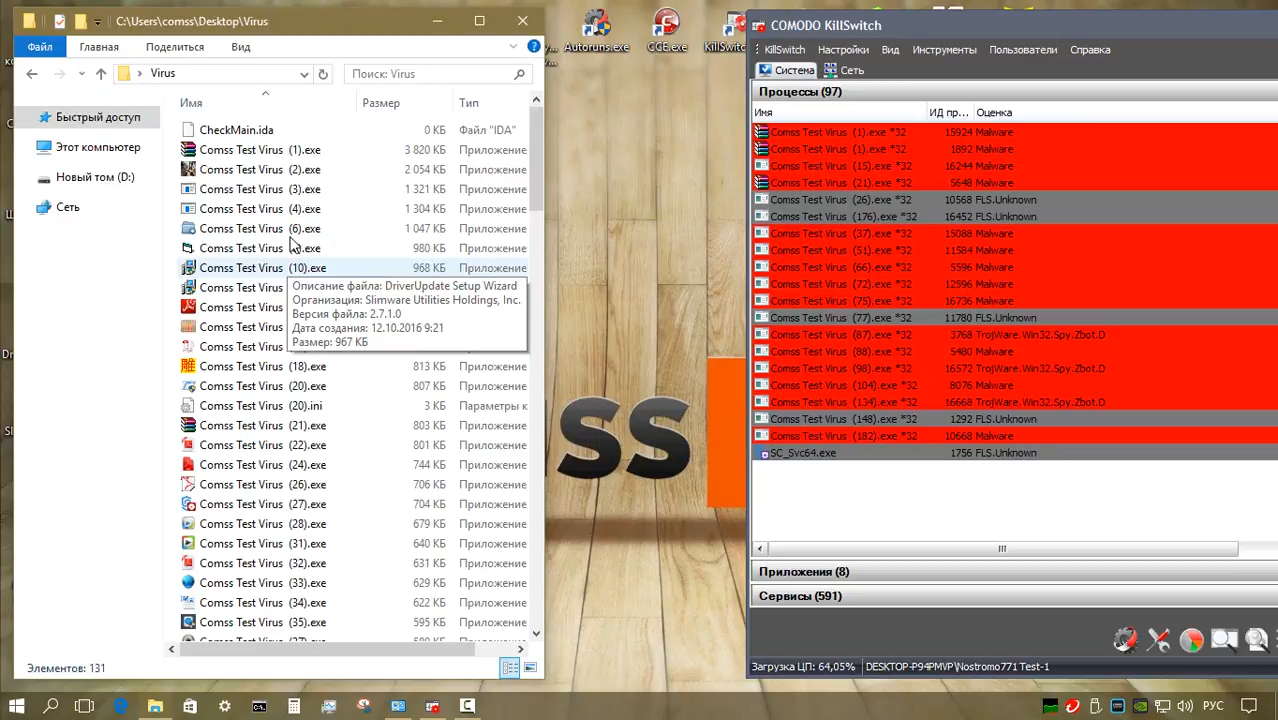 C:\Users\comss\Desktop\Virus
Файл Главная Поделиться Вид
Virus
Поиск: Virus
Быстрый доступ
Этот компьютер
Новый том (D:)
Сеть
Имя Размер Тип
CheckMain.ida 0 КБ Файл "IDA"
Comss Test Virus (1).exe 3 820 КБ Приложение
Comss Test Virus (2).exe 2 054 КБ Приложение
Comss Test Virus (3).exe 1 321 КБ Приложение
Comss Test Virus (4).exe 1 304 КБ Приложение
Comss Test Virus (6).exe 1 047 КБ Приложение
Comss Test Virus .exe 980 КБ Приложение
Comss Test Virus (10).exe 968 КБ Приложение
Comss Test Virus
Comss Test Virus
Comss Test Virus
Comss Test Virus
Описание файла: DriverUpdate Setup Wizard
Организация: Slimware Utilities Holdings, Inc.
Версия файла: 2.7.1.0
Дата создания: 12.10.2016 9:21
Размер: 967 КБ
Comss Test Virus (18).exe 813 КБ Приложение
Comss Test Virus (20).exe 807 КБ Приложение
Comss Test Virus (20).ini 3 КБ Параметры к
Comss Test Virus (21).exe 803 КБ Приложение
Comss Test Virus (22).exe 801 КБ Приложение
Comss Test Virus (24).exe 744 КБ Приложение
Comss Test Virus (26).exe 706 КБ Приложение
Comss Test Virus (27).exe 704 КБ Приложение
Comss Test Virus (28).exe 679 КБ Приложение
Comss Test Virus (31).exe 640 КБ Приложение
Comss Test Virus (32).exe 631 КБ Приложение
Comss Test Virus (33).exe 629 КБ Приложение
Comss Test Virus (34).exe 622 КБ Приложение
Comss Test Virus (35).exe 595 КБ Приложение
Элементов: 131
Autoruns.exe
CCE.exe
KillSwitc
ss
COMODO KillSwitch
KillSwitch Настройки Вид Инструменты Пользователи Справка
Система Сеть
Процессы (97)
Имя ИД пр... Оценка
Comss Test Virus (1).exe *32 15924 Malware
Comss Test Virus (1).exe *32 1892 Malware
Comss Test Virus (15).exe *32 16244 Malware
Comss Test Virus (21).exe *32 5648 Malware
Comss Test Virus (26).exe *32 10568 FLS.Unknown
Comss Test Virus (176).exe *32 16452 FLS.Unknown
Comss Test Virus (37).exe *32 15088 Malware
Comss Test Virus (51).exe *32 11584 Malware
Comss Test Virus (66).exe *32 5596 Malware
Comss Test Virus (72).exe *32 12596 Malware
Comss Test Virus (75).exe *32 16736 Malware
Comss Test Virus (77).exe *32 11780 FLS.Unknown
Comss Test Virus (87).exe *32 3768 TrojWare.Win32.Spy.Zbot.D
Comss Test Virus (88).exe *32 5480 Malware
Comss Test Virus (98).exe *32 16572 TrojWare.Win32.Spy.Zbot.D
Comss Test Virus (104).exe *32 8076 Malware
Comss Test Virus (134).exe *32 16668 TrojWare.Win32.Spy.Zbot.D
Comss Test Virus (148).exe *32 1292 FLS.Unknown
Comss Test Virus (182).exe *32 10668 Malware
SC_Svc64.exe 1756 FLS.Unknown
Приложения (8)
Сервисы (591)
Загрузка ЦП: 64,05% DESKTOP-P94PMVP\Nostromo771 Test-1
РУС